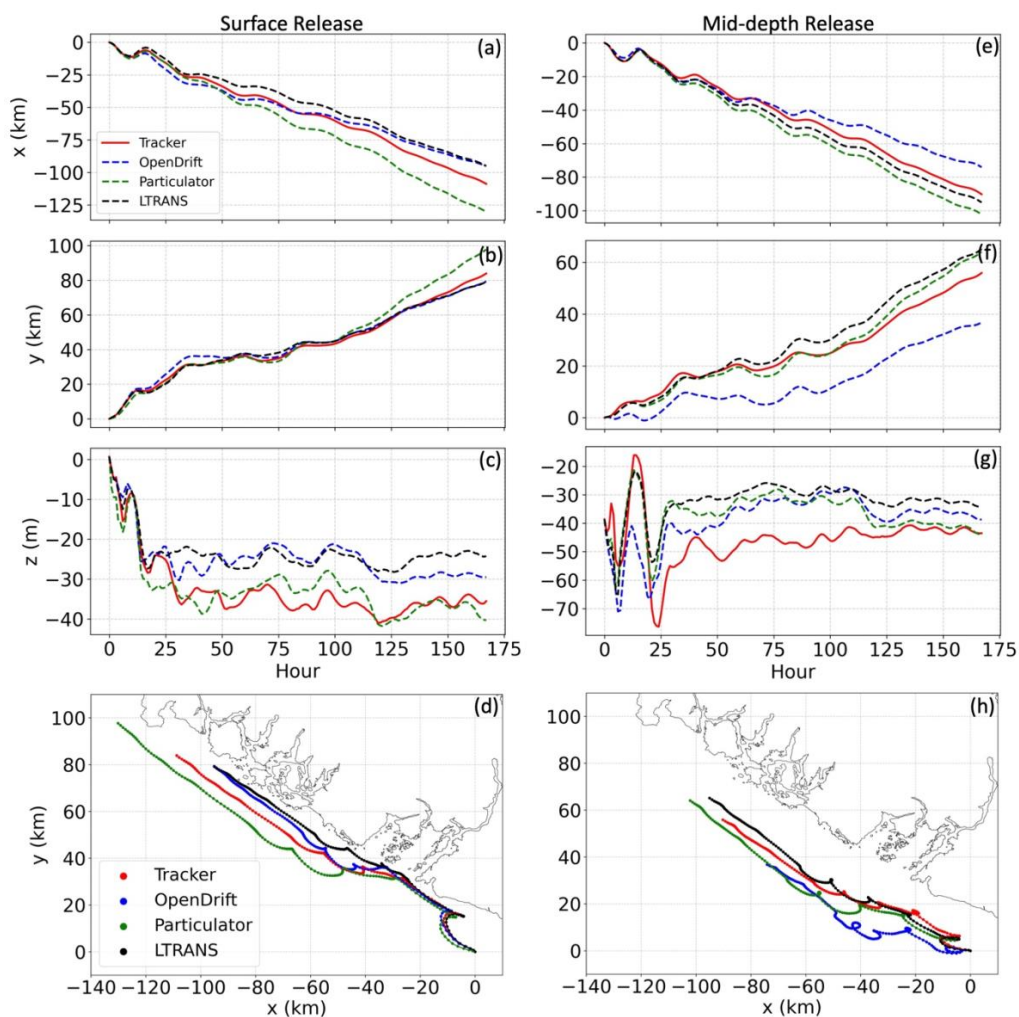 Surface Release
Mid-depth Release
(a)
x (km)
0
−25
−50
−75
−100
−125
Tracker
OpenDrift
Particulator
LTRANS
(e)
0
−20
−40
−60
−80
-100
(b)
y (km)
100
80
60
40
20
0
(f)
60
40
20
0
(c)
z (m)
0
−10
−20
−30
−40
0 25 50 75 100 125 150 175
Hour
(g)
−20
−30
−40
−50
−60
−70
0 25 50 75 100 125 150 175
Hour
(d)
y (km)
100
80
60
40
20
0
Tracker
OpenDrift
Particulator
LTRANS
−140 −120 −100 −80 −60 −40 −20 0
x (km)
(h)
100
80
60
40
20
0
−140 −120 −100 −80 −60 −40 −20 0
x (km)